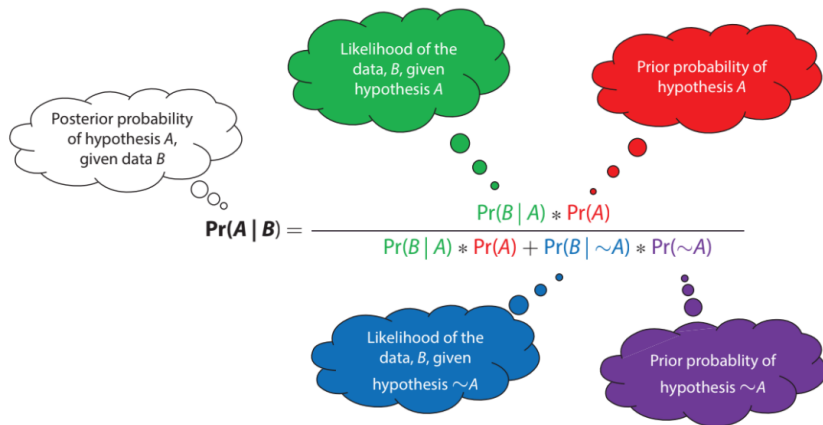 Likelihood of the
data, B, given
hypothesis A
Prior probability of
hypothesis A
Posterior probability
of hypothesis A,
given data B
Pr(A | B) = Pr(B | A) * Pr(A)
Pr(B | A) * Pr(A) + Pr(B | ~A) * Pr(~A)
Likelihood of the
data, B, given
hypothesis ~A
Prior probablity of
hypothesis ~A